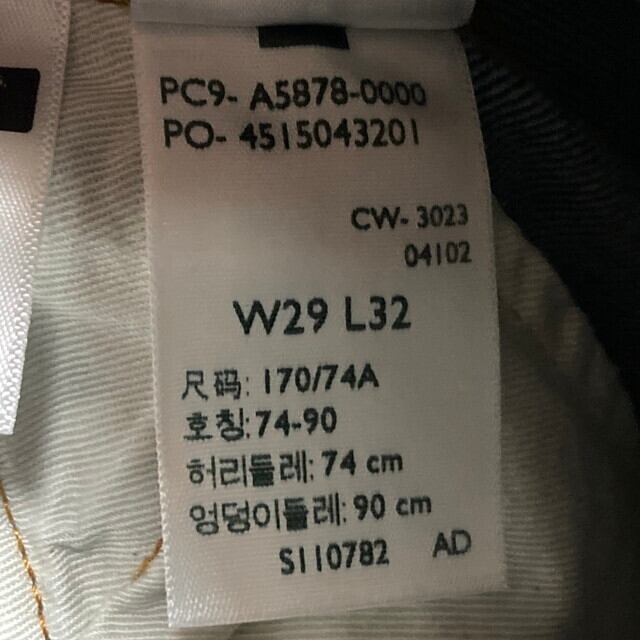 PC9- A5878-0000
PO- 4515043201
CW- 3023
04102
W29 L32
尺码: 170/74A
호칭: 74-90
허리둘레: 74 cm
엉덩이둘레: 90 cm
S110782 AD